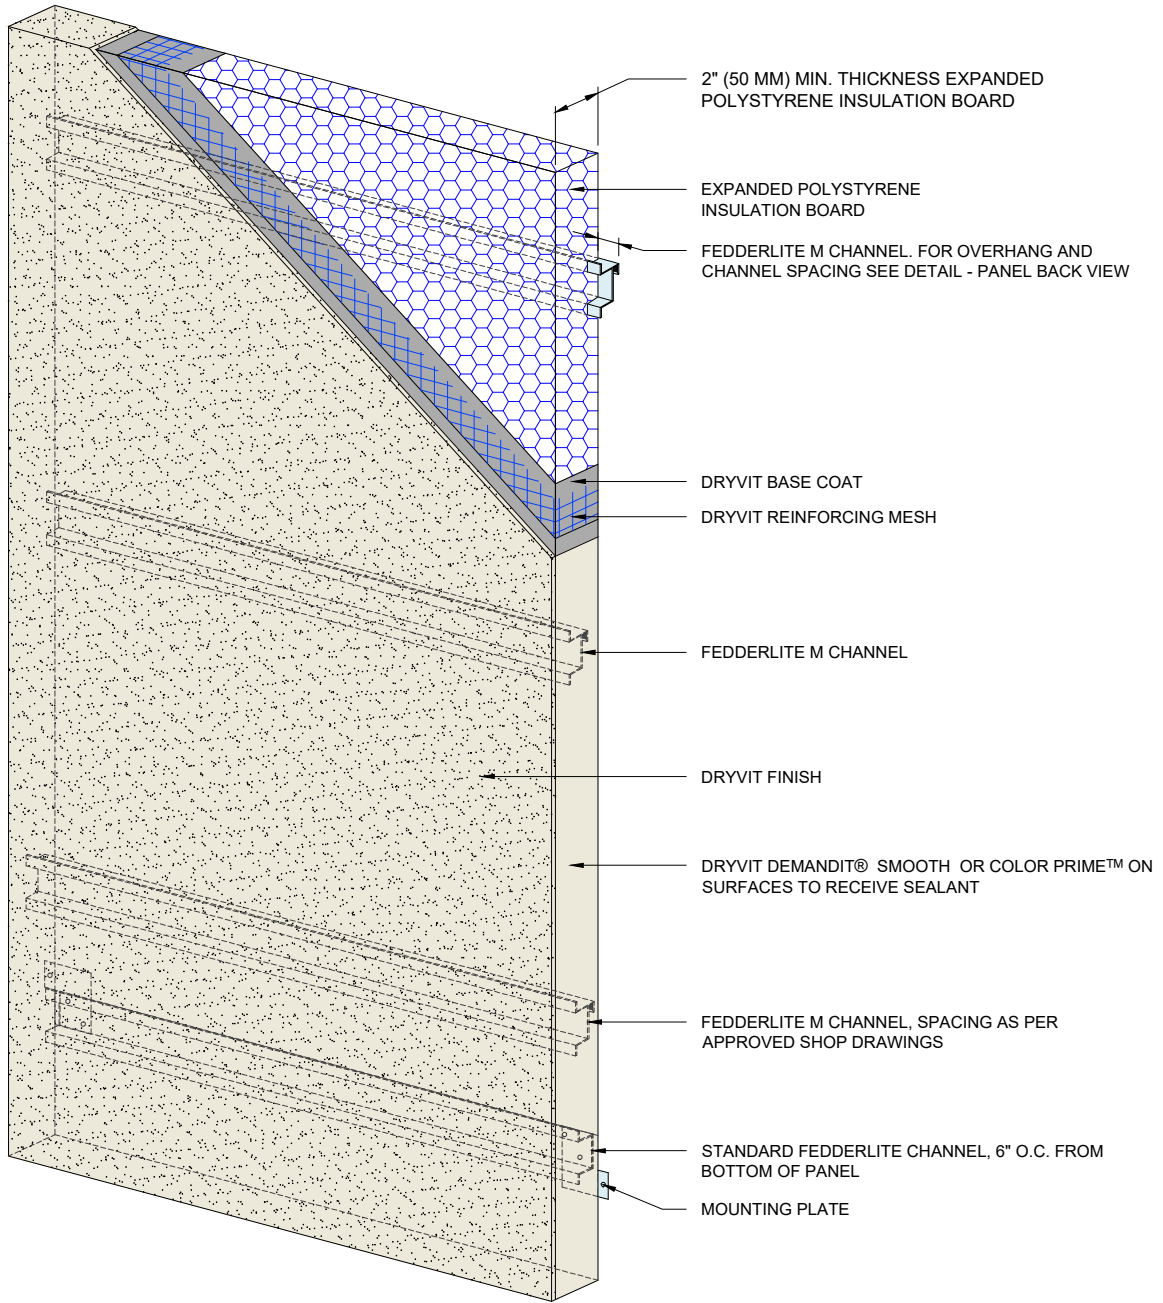 2" (50 MM) MIN. THICKNESS EXPANDED
POLYSTYRENE INSULATION BOARD
EXPANDED POLYSTYRENE
INSULATION BOARD
FEDDERLITE M CHANNEL. FOR OVERHANG AND
CHANNEL SPACING SEE DETAIL - PANEL BACK VIEW
DRYVIT BASE COAT
DRYVIT REINFORCING MESH
FEDDERLITE M CHANNEL
DRYVIT FINISH
DRYVIT DEMANDIT® SMOOTH OR COLOR PRIME™ ON
SURFACES TO RECEIVE SEALANT
FEDDERLITE M CHANNEL, SPACING AS PER
APPROVED SHOP DRAWINGS
STANDARD FEDDERLITE CHANNEL, 6" O.C. FROM
BOTTOM OF PANEL
MOUNTING PLATE